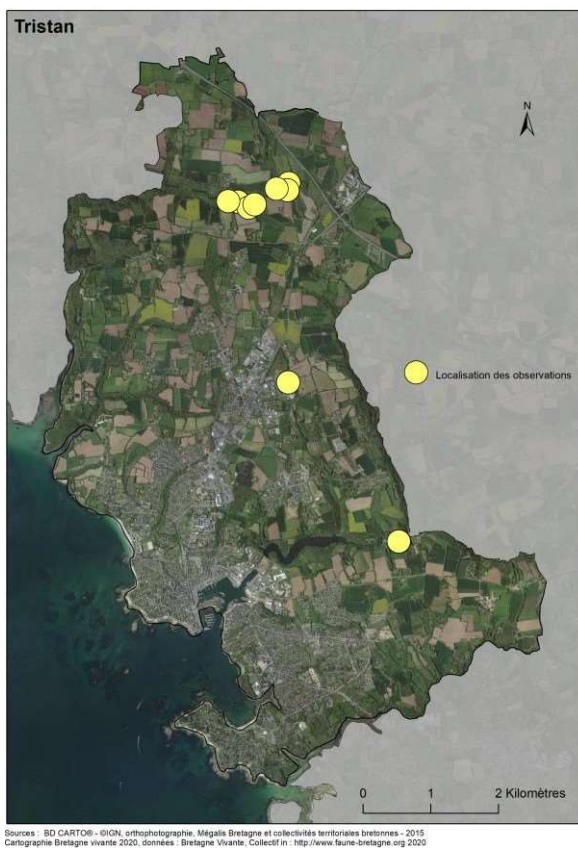 Tristan
N
Localisation des observations
0 1 2 Kilomètres
Sources : BD CARTO® - ©IGN, orthophotographie, Mégalis Bretagne et collectivités territoriales bretonnes - 2015
Cartographie Bretagne vivante 2020, données : Bretagne Vivante, Collectif in : http://www.faune-bretagne.org 2020